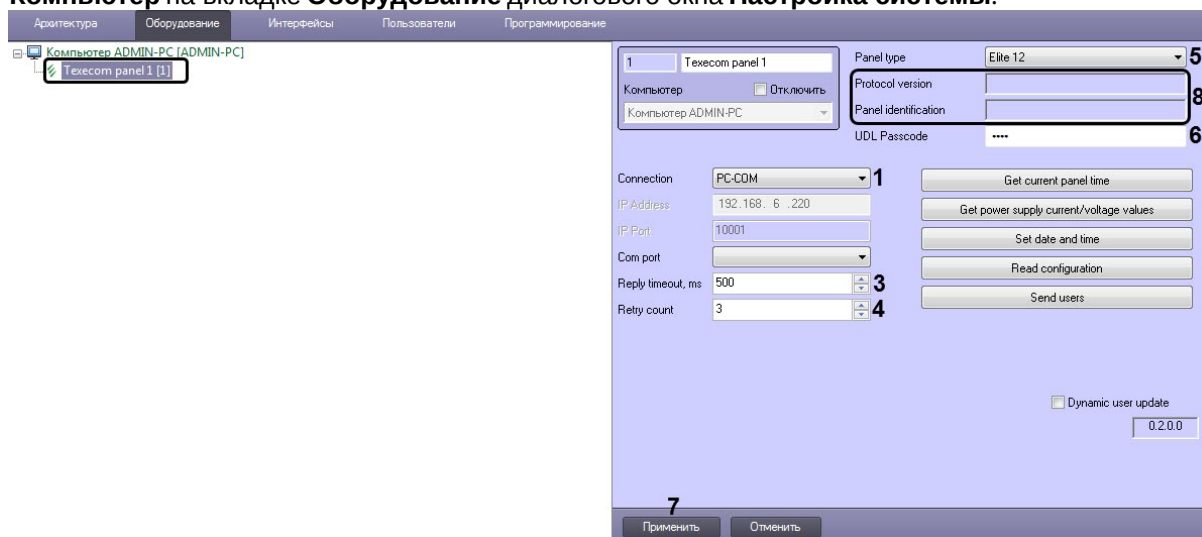 Компьютер на вкладке Оборудование диалогового окна Настройка системы.
Архитектура Оборудование Интерфейсы Пользователи Программирование
Компьютер ADMIN-PC [ADMIN-PC]
Texecom panel 1 [1]
1 Texecom panel 1
Компьютер Отключить
Компьютер ADMIN-PC
Panel type Elite 12 5
Protocol version
Panel identification
8
UDL Passcode •••• 6
Connection PC-COM 1
IP Address 192.168. 6 .220
IP Port 10001
Com port
Reply timeout, ms 500 3
Retry count 3 4
Get current panel time
Get power supply current/voltage values
Set date and time
Read configuration
Send users
Dynamic user update
0.2.0.0
7
Применить Отменить